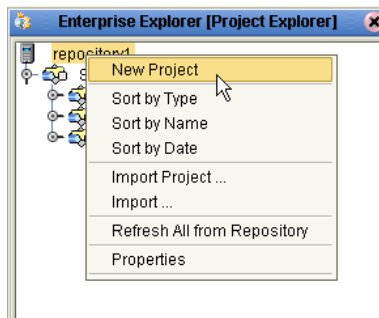 Enterprise Explorer [Project Explorer]
repository1
New Project
Sort by Type
Sort by Name
Sort by Date
Import Project ...
Import ...
Refresh All from Repository
Properties